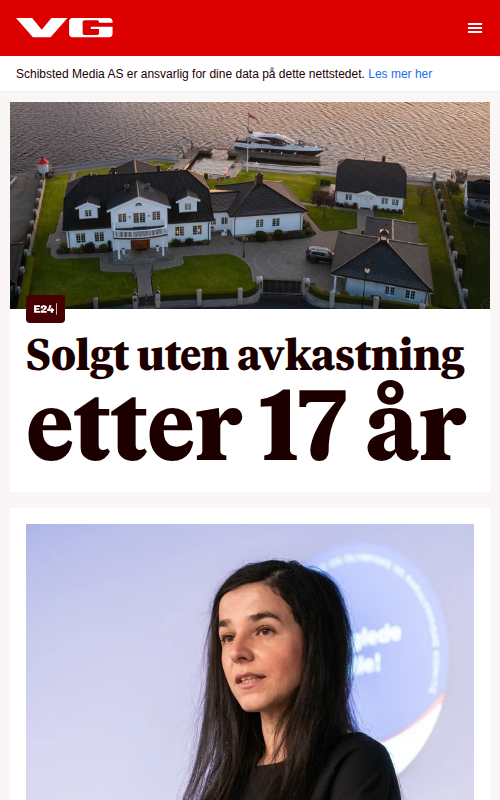 VG
Schibsted Media AS er ansvarlig for dine data på dette nettstedet. Les mer her
E24
Solgt uten avkastning
etter 17 år